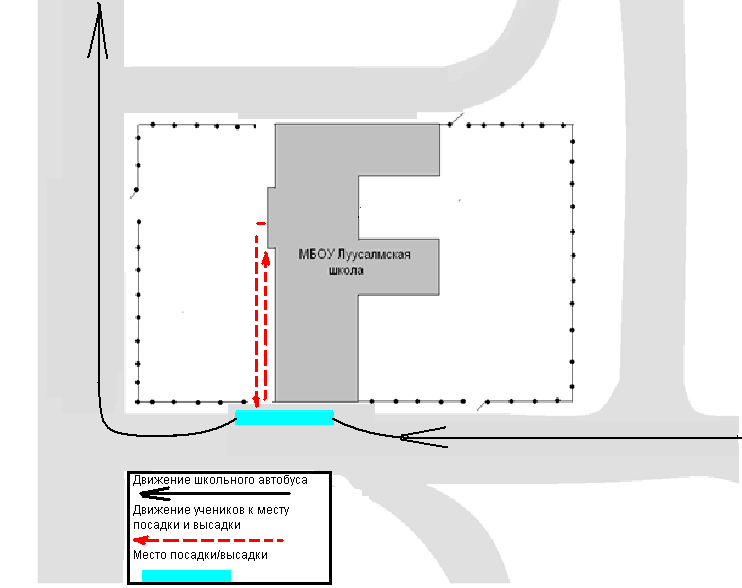 МБОУ Луусалмская
школа
Движение школьного автобуса
Движение учеников к месту
посадки и высадки
Место посадки/высадки